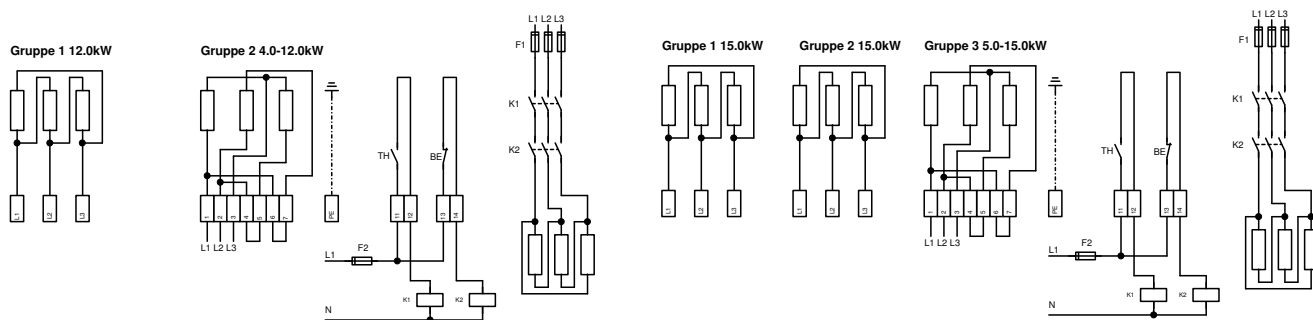 L1 L2 L3
F1
Gruppe 1 12.0kW
Gruppe 2 4.0-12.0kW
K1
K2
TH
BE
L1
L2
L3
1
2
3
4
5
6
7
PE
11
12
13
14
L1 L2 L3
L1
F2
K1
K2
N
L1 L2 L3
F1
Gruppe 1 15.0kW
Gruppe 2 15.0kW
Gruppe 3 5.0-15.0kW
K1
K2
TH
BE
L1
L2
L3
L1
L2
L3
1
2
3
4
5
6
7
PE
11
12
13
14
L1 L2 L3
L1
F2
K1
K2
N